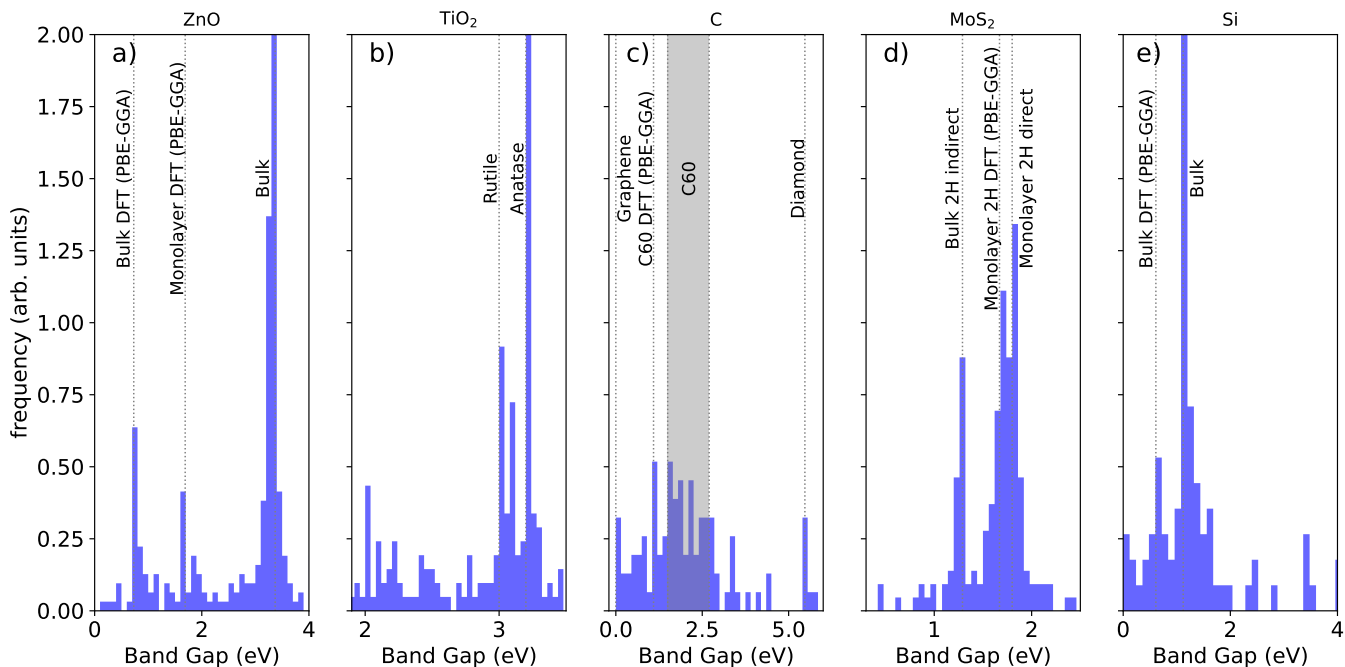 ZnO
TiO₂
C
MoS₂
Si
a)
b)
c)
d)
e)
frequency (arb. units)
2.00
1.75
1.50
1.25
1.00
0.75
0.50
0.25
0.00
Bulk DFT (PBE-GGA)
Monolayer DFT (PBE-GGA)
Bulk
0
2
4
Band Gap (eV)
Rutile
Anatase
2
3
Band Gap (eV)
Graphene
C60 DFT (PBE-GGA)
C60
Diamond
0.0
2.5
5.0
Band Gap (eV)
Bulk 2H indirect
Monolayer 2H DFT (PBE-GGA)
Monolayer 2H direct
1
2
Band Gap (eV)
Bulk DFT (PBE-GGA)
Bulk
0
2
4
Band Gap (eV)